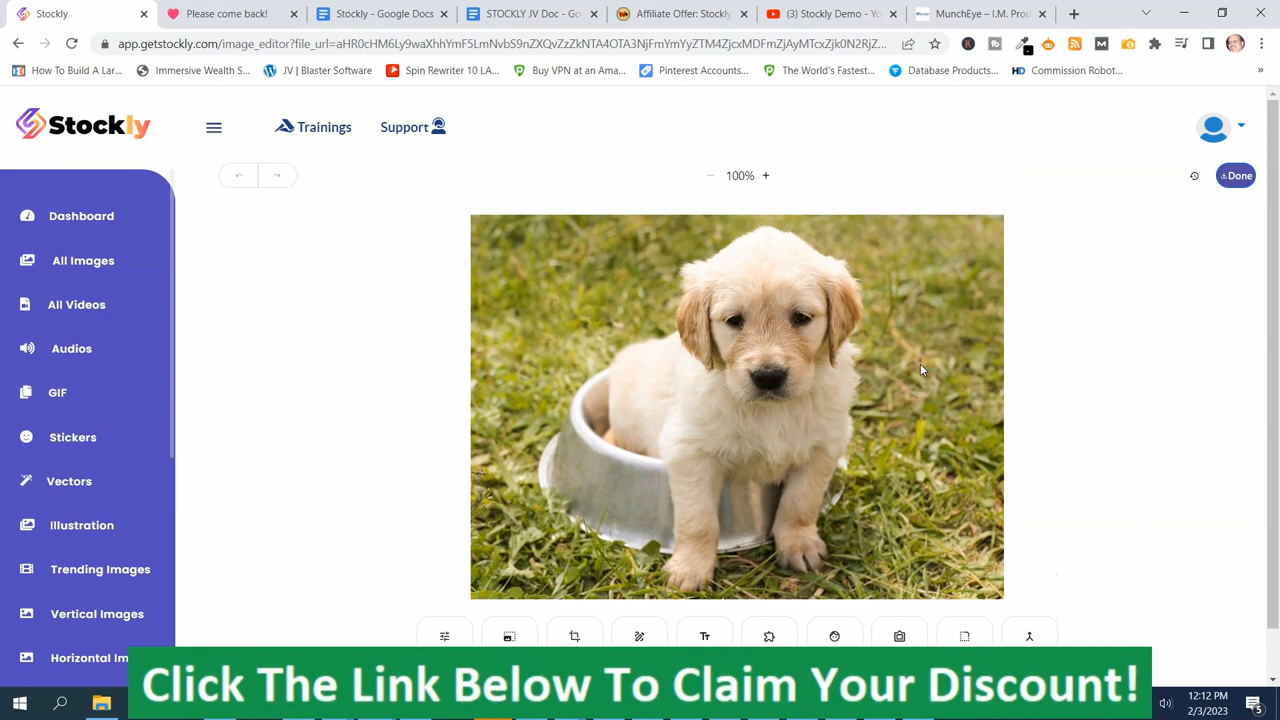 Stockly
Please come back!
Stockly - Google Docs
STOCKLY JV Doc - Go
Affiliate Offer: Stockly
(3) Stockly Demo - Yo
MunchEye – I.M. Pro
app.getstockly.com/image_editor?file_url=
How To Build A Lar...
Immersive Wealth S...
JV | Blaster Software
Spin Rewriter 10 LA...
Buy VPN at an Ama...
Pinterest Accounts,...
The World's Fastest...
Database Products...
Commission Robot...
»
Stockly
Trainings
Support
100% +
Done
Dashboard
All Images
All Videos
Audios
GIF
Stickers
Vectors
Illustration
Trending Images
Vertical Images
Horizontal Im
Tт
Click The Link Below To Claim Your Discount!
12:12 PM
2/3/2023
5